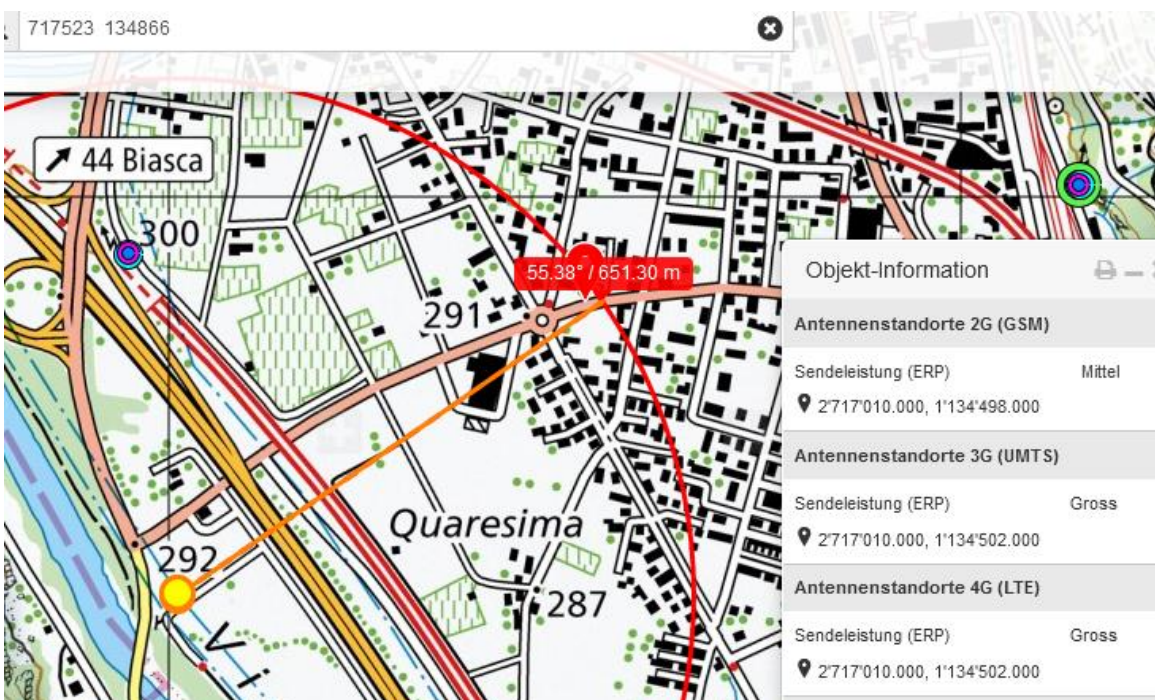 717523 134866
44 Biasca
300
55.38° / 651.30 m
291
292
Quaresima
287
Objekt-Information
Antennenstandorte 2G (GSM)
Sendeleistung (ERP) Mittel
2'717'010.000, 1'134'498.000
Antennenstandorte 3G (UMTS)
Sendeleistung (ERP) Gross
2'717'010.000, 1'134'502.000
Antennenstandorte 4G (LTE)
Sendeleistung (ERP) Gross
2'717'010.000, 1'134'502.000